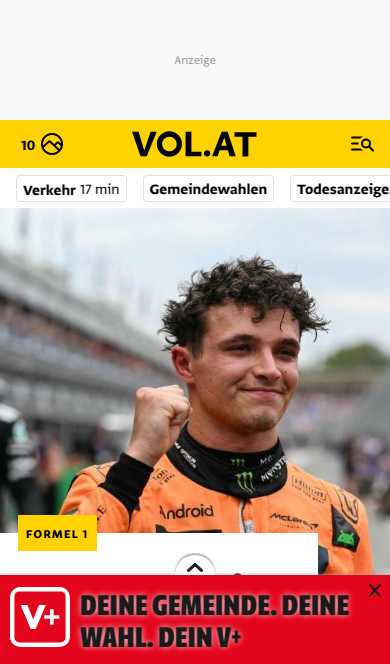 Anzeige
10
VOL.AT
Verkehr 17 min
Gemeindewahlen
Todesanzeige
Android
McLaren
FORMEL 1
V+
DEINE GEMEINDE. DEINE
WAHL. DEIN V+